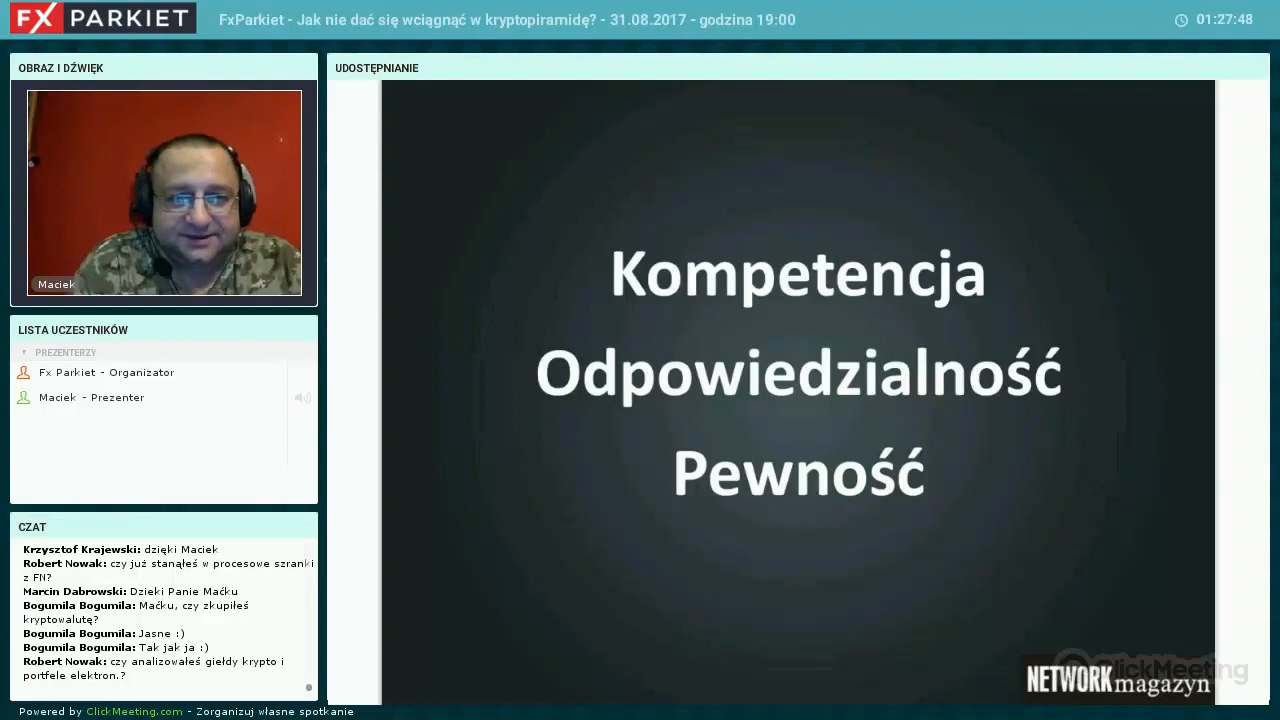 FX PARKIET
FxParkiet - Jak nie dać się wciągnąć w kryptopiramidę? - 31.08.2017 - godzina 19:00
01:27:48
OBRAZ I DŹWIĘK
Maciek
LISTA UCZESTNIKÓW
PREZENTERZY
Fx Parkiet - Organizator
Maciek - Prezenter
CZAT
Krzysztof Krajewski: dzięki Maciek
Robert Nowak: czy już stanąłeś w procesowe szranki
z FN?
Marcin Dabrowski: Dzieki Panie Maćku
Bogumila Bogumila: Maćku, czy zkupiłeś
kryptowalutę?
Bogumila Bogumila: Jasne :)
Bogumila Bogumila: Tak jak ja :)
Robert Nowak: czy analizowałeś giełdy krypto i
portfele elektron.?
UDOSTĘPNIANIE
Kompetencja
Odpowiedzialność
Pewność
ClickMeeting
NETWORK magazyn
Powered by ClickMeeting.com - Zorganizuj własne spotkanie